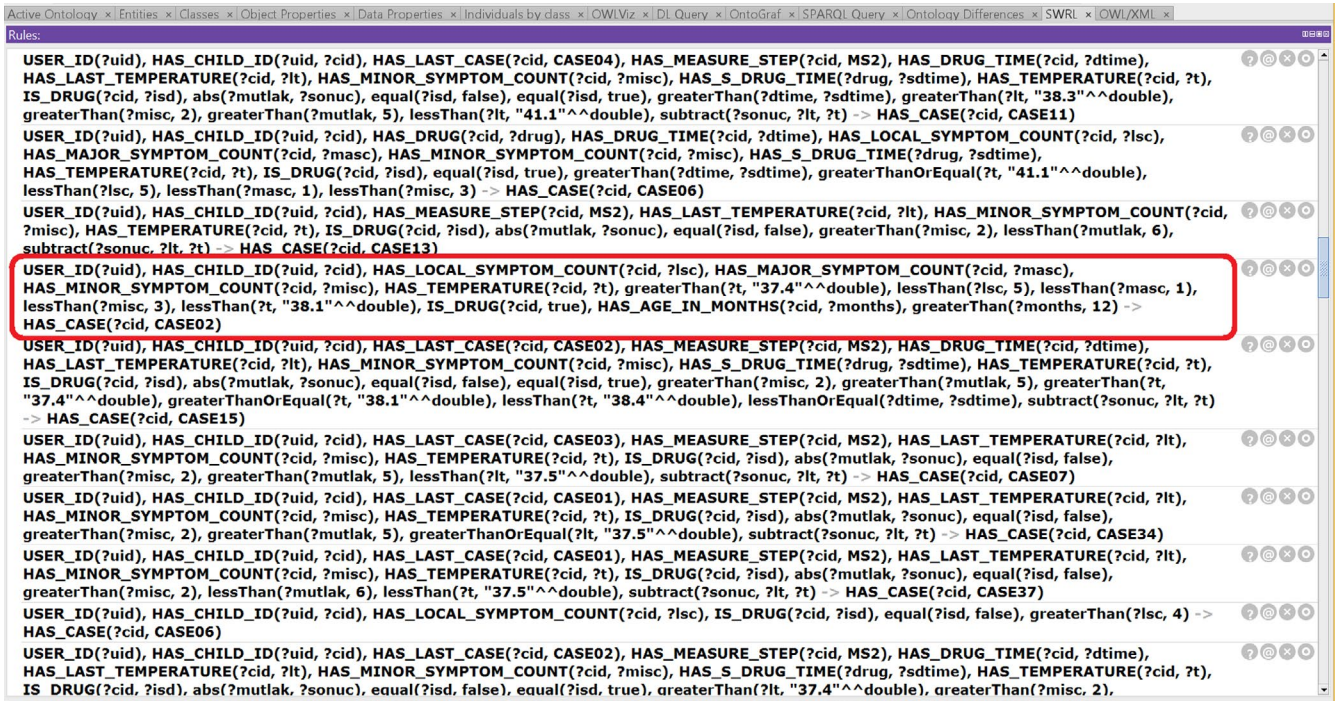 Active Ontology × Entities × Classes × Object Properties × Data Properties × Individuals by class × OWLViz × DL Query × OntoGraf × SPARQL Query × Ontology Differences × SWRL × OWL/XML ×
Rules:
USER_ID(?uid), HAS_CHILD_ID(?uid, ?cid), HAS_LAST_CASE(?cid, CASE04), HAS_MEASURE_STEP(?cid, MS2), HAS_DRUG_TIME(?cid, ?dtime),
HAS_LAST_TEMPERATURE(?cid, ?lt), HAS_MINOR_SYMPTOM_COUNT(?cid, ?misc), HAS_S_DRUG_TIME(?drug, ?sdtime), HAS_TEMPERATURE(?cid, ?t),
IS_DRUG(?cid, ?isd), abs(?mutlak, ?sonuc), equal(?isd, false), equal(?isd, true), greaterThan(?dtime, ?sdtime), greaterThan(?lt, "38.3"^^double),
greaterThan(?misc, 2), greaterThan(?mutlak, 5), lessThan(?lt, "41.1"^^double), subtract(?sonuc, ?lt, ?t) -> HAS_CASE(?cid, CASE11)
USER_ID(?uid), HAS_CHILD_ID(?uid, ?cid), HAS_DRUG(?cid, ?drug), HAS_DRUG_TIME(?cid, ?dtime), HAS_LOCAL_SYMPTOM_COUNT(?cid, ?lsc),
HAS_MAJOR_SYMPTOM_COUNT(?cid, ?masc), HAS_MINOR_SYMPTOM_COUNT(?cid, ?misc), HAS_S_DRUG_TIME(?drug, ?sdtime),
HAS_TEMPERATURE(?cid, ?t), IS_DRUG(?cid, ?isd), equal(?isd, true), greaterThan(?dtime, ?sdtime), greaterThanOrEqual(?t, "41.1"^^double),
lessThan(?lsc, 5), lessThan(?masc, 1), lessThan(?misc, 3) -> HAS_CASE(?cid, CASE06)
USER_ID(?uid), HAS_CHILD_ID(?uid, ?cid), HAS_MEASURE_STEP(?cid, MS2), HAS_LAST_TEMPERATURE(?cid, ?lt), HAS_MINOR_SYMPTOM_COUNT(?cid,
?misc), HAS_TEMPERATURE(?cid, ?t), IS_DRUG(?cid, ?isd), abs(?mutlak, ?sonuc), equal(?isd, false), greaterThan(?misc, 2), lessThan(?mutlak, 6),
subtract(?sonuc, ?lt, ?t) -> HAS_CASE(?cid, CASE13)
USER_ID(?uid), HAS_CHILD_ID(?uid, ?cid), HAS_LOCAL_SYMPTOM_COUNT(?cid, ?lsc), HAS_MAJOR_SYMPTOM_COUNT(?cid, ?masc),
HAS_MINOR_SYMPTOM_COUNT(?cid, ?misc), HAS_TEMPERATURE(?cid, ?t), greaterThan(?t, "37.4"^^double), lessThan(?lsc, 5), lessThan(?masc, 1),
lessThan(?misc, 3), lessThan(?t, "38.1"^^double), IS_DRUG(?cid, true), HAS_AGE_IN_MONTHS(?cid, ?months), greaterThan(?months, 12) ->
HAS_CASE(?cid, CASE02)
USER_ID(?uid), HAS_CHILD_ID(?uid, ?cid), HAS_LAST_CASE(?cid, CASE02), HAS_MEASURE_STEP(?cid, MS2), HAS_DRUG_TIME(?cid, ?dtime),
HAS_LAST_TEMPERATURE(?cid, ?lt), HAS_MINOR_SYMPTOM_COUNT(?cid, ?misc), HAS_S_DRUG_TIME(?drug, ?sdtime), HAS_TEMPERATURE(?cid, ?t),
IS_DRUG(?cid, ?isd), abs(?mutlak, ?sonuc), equal(?isd, false), equal(?isd, true), greaterThan(?misc, 2), greaterThan(?mutlak, 5), greaterThan(?t,
"37.4"^^double), greaterThanOrEqual(?t, "38.1"^^double), lessThan(?t, "38.4"^^double), lessThanOrEqual(?dtime, ?sdtime), subtract(?sonuc, ?lt, ?t)
-> HAS_CASE(?cid, CASE15)
USER_ID(?uid), HAS_CHILD_ID(?uid, ?cid), HAS_LAST_CASE(?cid, CASE03), HAS_MEASURE_STEP(?cid, MS2), HAS_LAST_TEMPERATURE(?cid, ?lt),
HAS_MINOR_SYMPTOM_COUNT(?cid, ?misc), HAS_TEMPERATURE(?cid, ?t), IS_DRUG(?cid, ?isd), abs(?mutlak, ?sonuc), equal(?isd, false),
greaterThan(?misc, 2), greaterThan(?mutlak, 5), lessThan(?lt, "37.5"^^double), subtract(?sonuc, ?lt, ?t) -> HAS_CASE(?cid, CASE07)
USER_ID(?uid), HAS_CHILD_ID(?uid, ?cid), HAS_LAST_CASE(?cid, CASE01), HAS_MEASURE_STEP(?cid, MS2), HAS_LAST_TEMPERATURE(?cid, ?lt),
HAS_MINOR_SYMPTOM_COUNT(?cid, ?misc), HAS_TEMPERATURE(?cid, ?t), IS_DRUG(?cid, ?isd), abs(?mutlak, ?sonuc), equal(?isd, false),
greaterThan(?misc, 2), greaterThan(?mutlak, 5), greaterThanOrEqual(?lt, "37.5"^^double), subtract(?sonuc, ?lt, ?t) -> HAS_CASE(?cid, CASE34)
USER_ID(?uid), HAS_CHILD_ID(?uid, ?cid), HAS_LAST_CASE(?cid, CASE01), HAS_MEASURE_STEP(?cid, MS2), HAS_LAST_TEMPERATURE(?cid, ?lt),
HAS_MINOR_SYMPTOM_COUNT(?cid, ?misc), HAS_TEMPERATURE(?cid, ?t), IS_DRUG(?cid, ?isd), abs(?mutlak, ?sonuc), equal(?isd, false),
greaterThan(?misc, 2), lessThan(?mutlak, 6), lessThan(?t, "37.5"^^double), subtract(?sonuc, ?lt, ?t) -> HAS_CASE(?cid, CASE37)
USER_ID(?uid), HAS_CHILD_ID(?uid, ?cid), HAS_LOCAL_SYMPTOM_COUNT(?cid, ?lsc), IS_DRUG(?cid, ?isd), equal(?isd, false), greaterThan(?lsc, 4) ->
HAS_CASE(?cid, CASE06)
USER_ID(?uid), HAS_CHILD_ID(?uid, ?cid), HAS_LAST_CASE(?cid, CASE02), HAS_MEASURE_STEP(?cid, MS2), HAS_DRUG_TIME(?cid, ?dtime),
HAS_LAST_TEMPERATURE(?cid, ?lt), HAS_MINOR_SYMPTOM_COUNT(?cid, ?misc), HAS_S_DRUG_TIME(?drug, ?sdtime), HAS_TEMPERATURE(?cid, ?t),
IS_DRUG(?cid, ?isd), abs(?mutlak, ?sonuc), equal(?isd, false), equal(?isd, true), greaterThan(?lt, "37.4"^^double), greaterThan(?misc, 2),